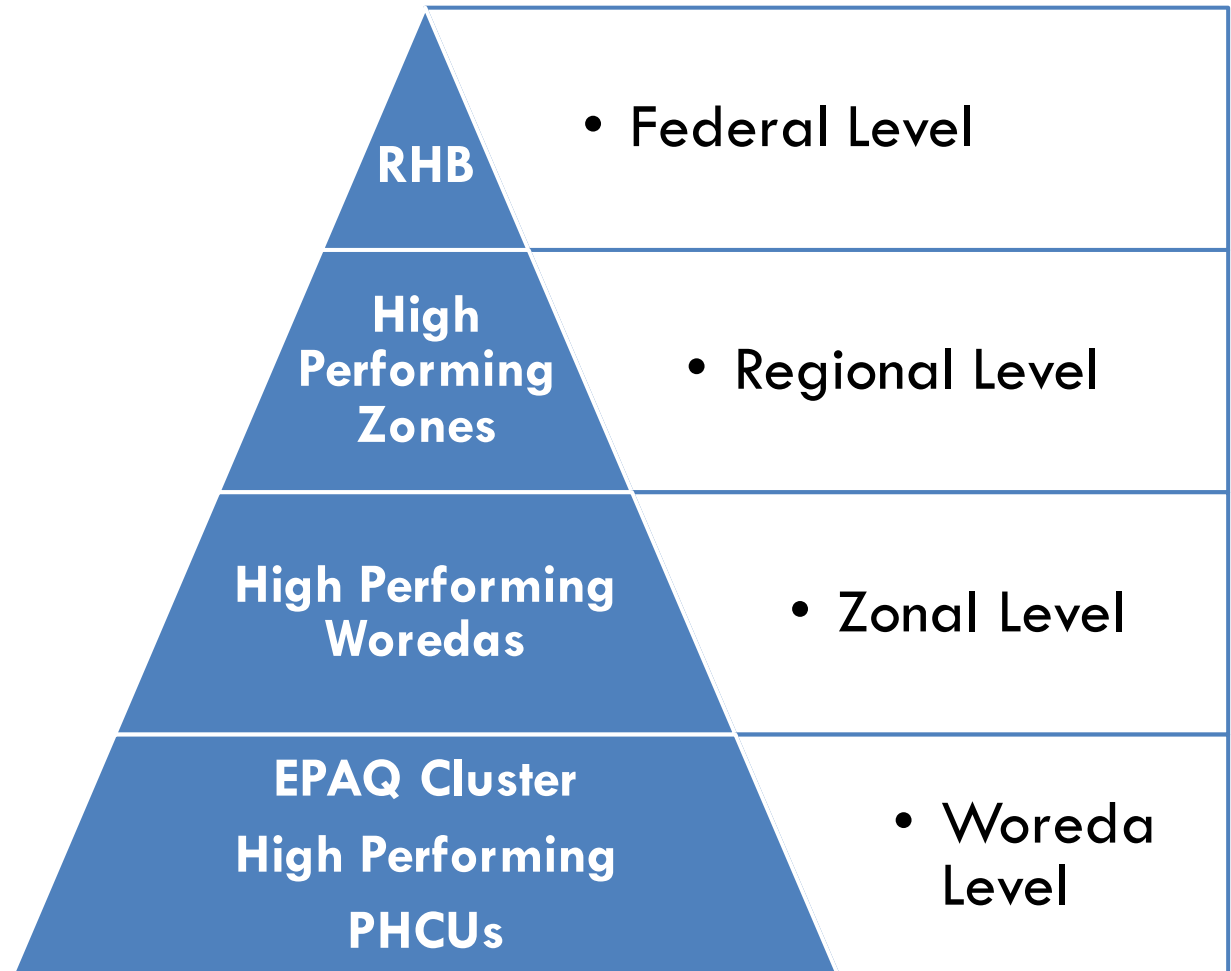 RHB
• Federal Level
High
Performing
Zones
• Regional Level
High Performing
Woredas
• Zonal Level
EPAQ Cluster
High Performing
PHCUs
• Woreda
Level